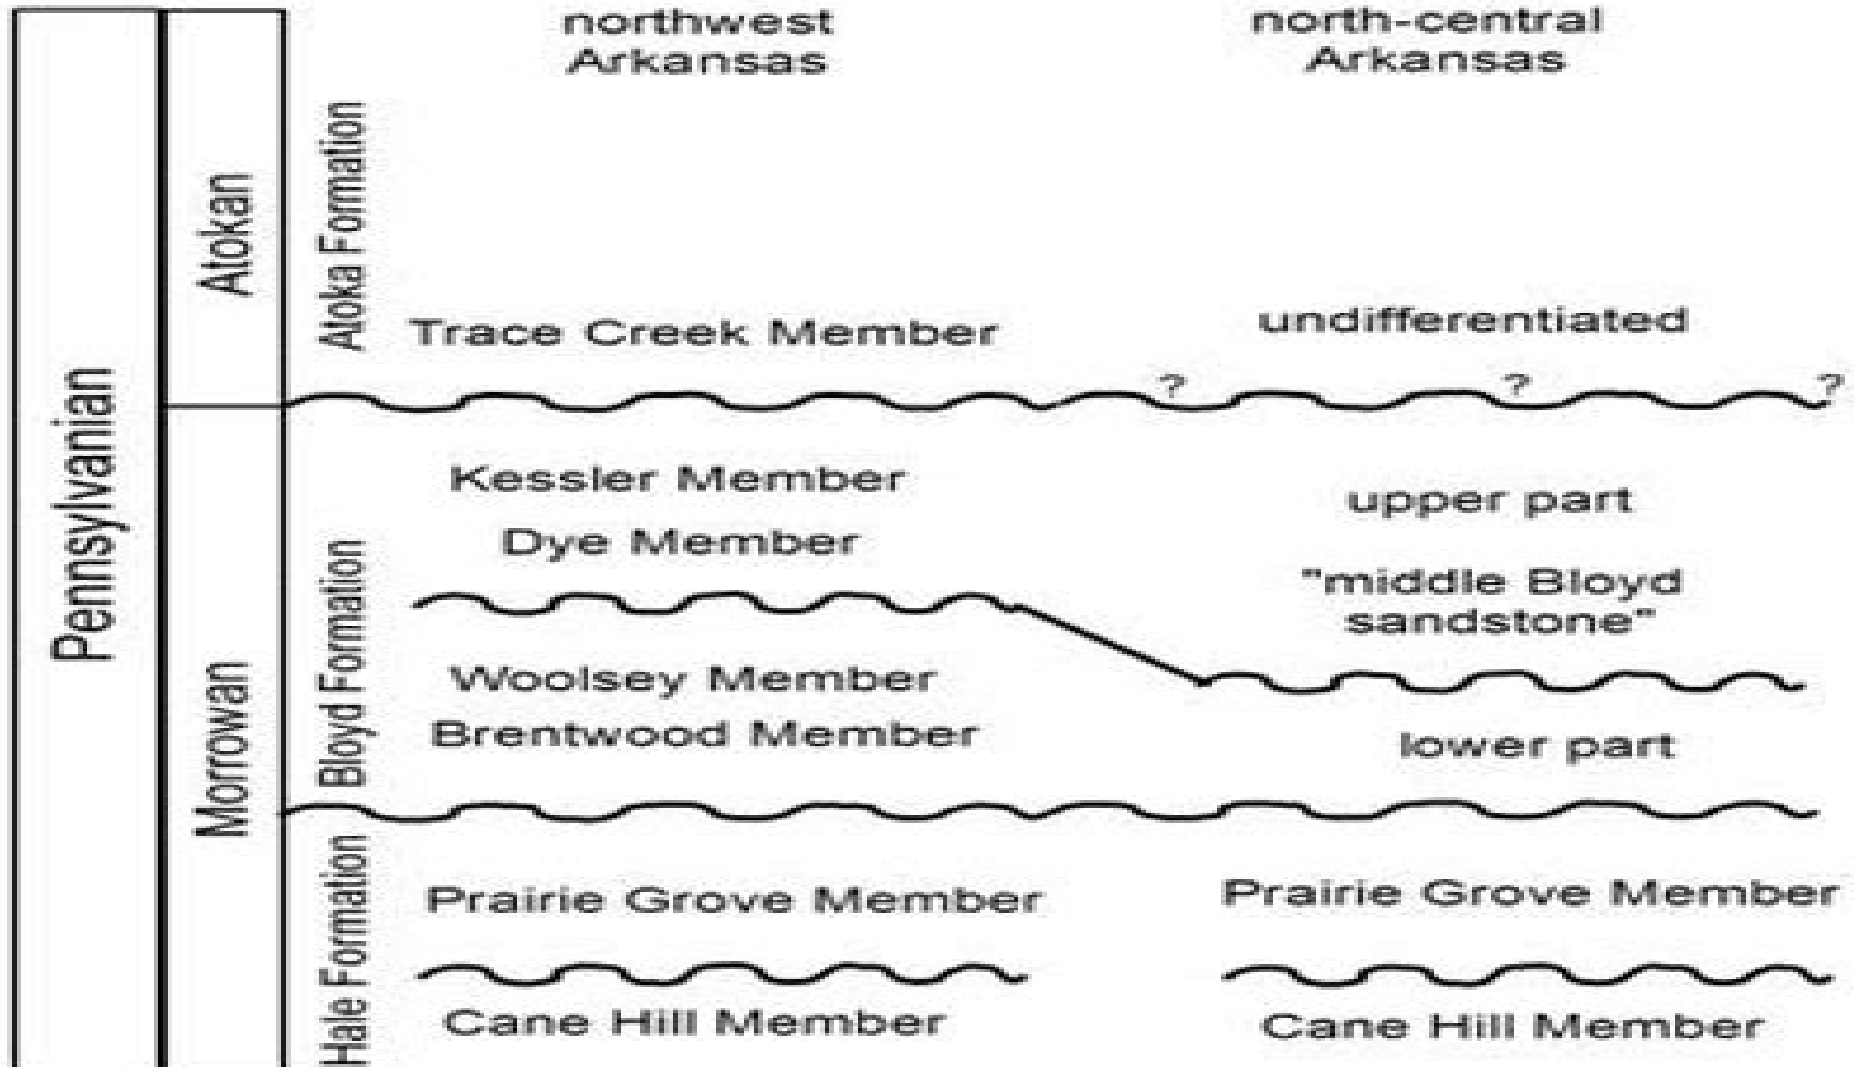 northwest
Arkansas
north-central
Arkansas
Pennsylvanian
Atokan
Atoka Formation
Trace Creek Member
undifferentiated
? ? ?
Morrowan
Bloyd Formation
Kessler Member
Dye Member
upper part
"middle Bloyd
sandstone"
Woolsey Member
Brentwood Member
lower part
Hale Formation
Prairie Grove Member
Prairie Grove Member
Cane Hill Member
Cane Hill Member